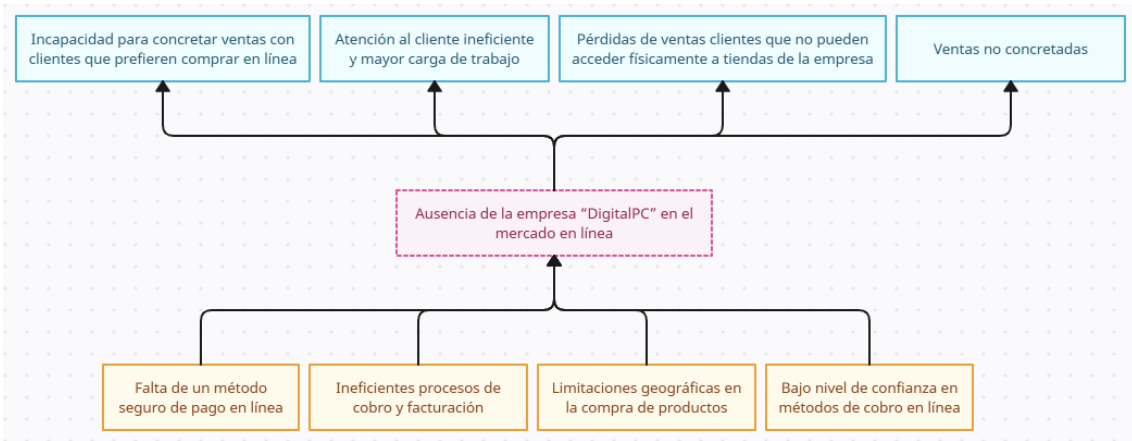 Incapacidad para concretar ventas con
clientes que prefieren comprar en línea
Atención al cliente ineficiente
y mayor carga de trabajo
Pérdidas de ventas clientes que no pueden
acceder físicamente a tiendas de la empresa
Ventas no concretadas
Ausencia de la empresa “DigitalPC” en el
mercado en línea
Falta de un método
seguro de pago en línea
Ineficientes procesos de
cobro y facturación
Limitaciones geográficas en
la compra de productos
Bajo nivel de confianza en
métodos de cobro en línea